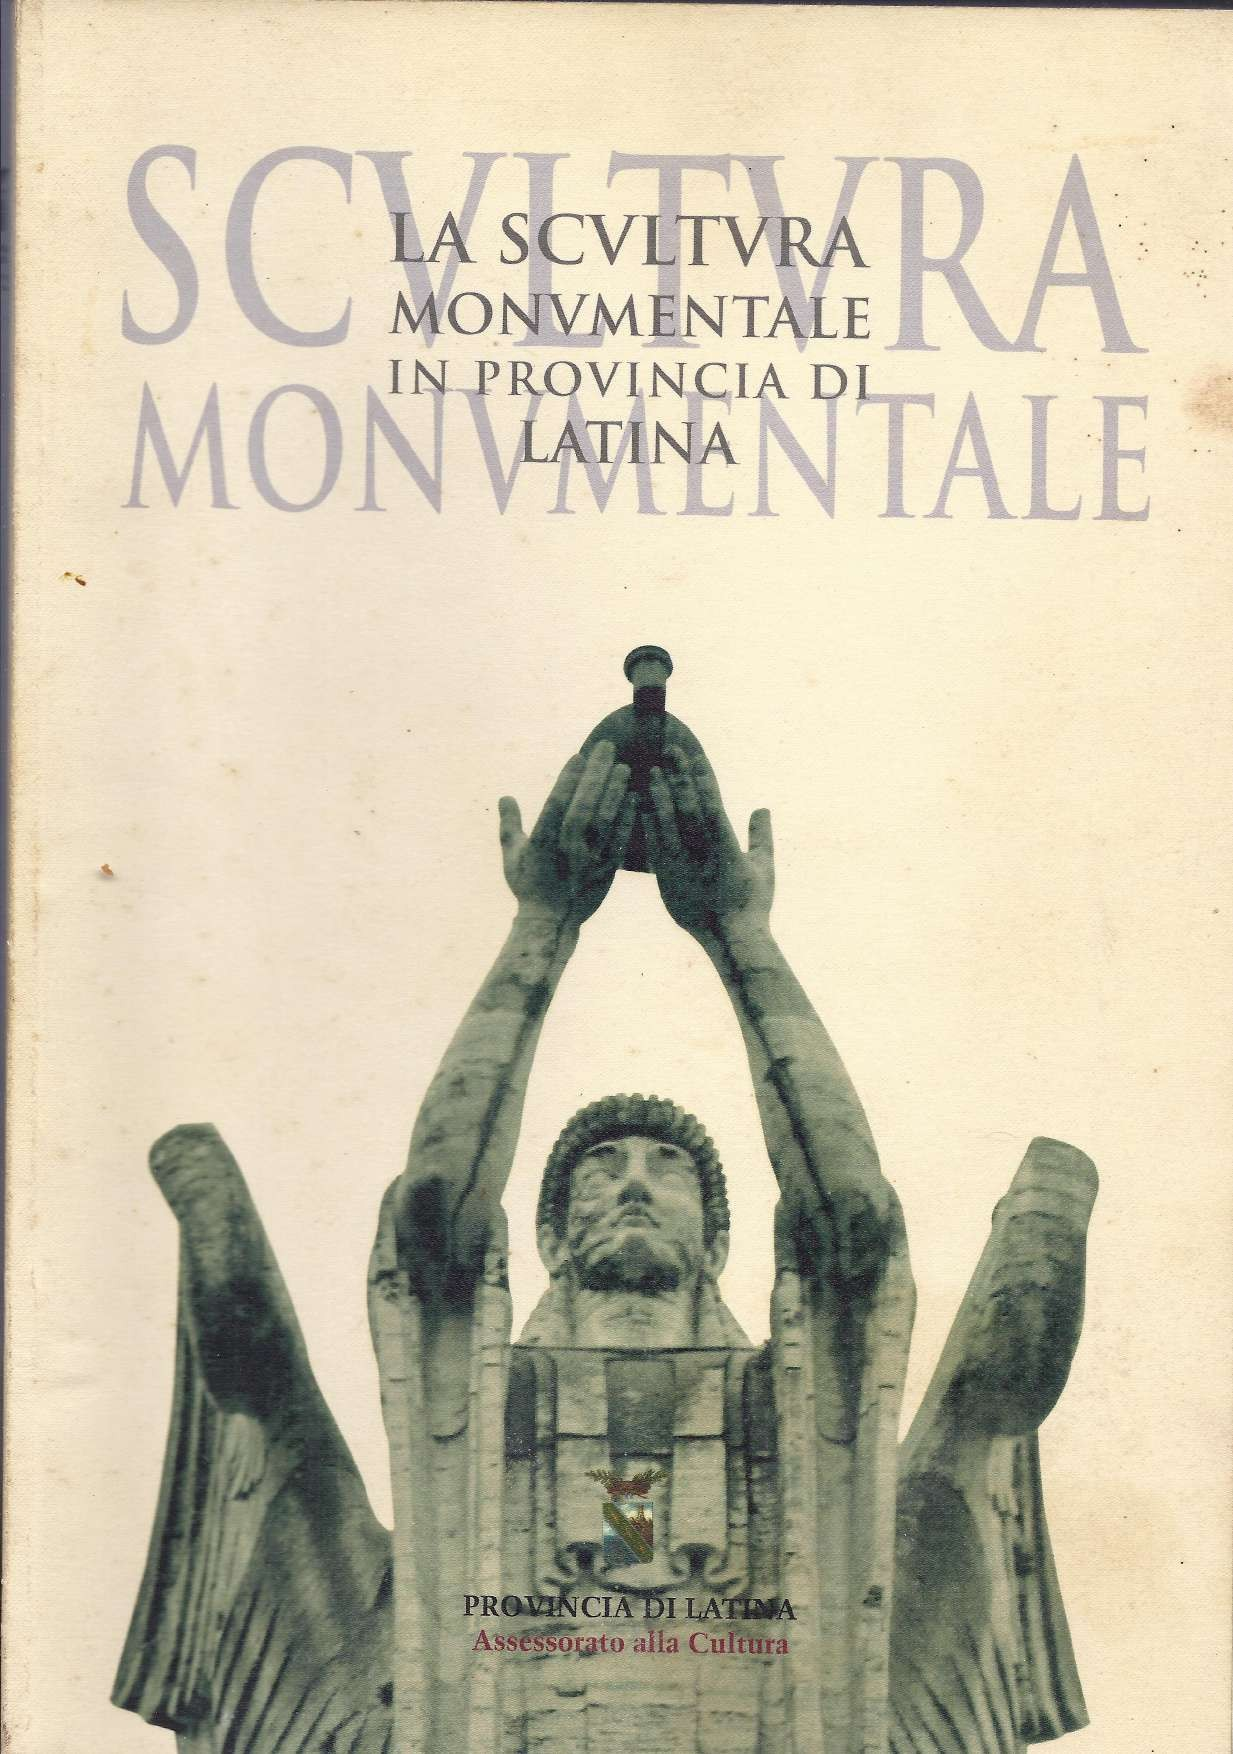 SCVLTVRA
MONVMENTALE
LA SCVLTVRA
MONVMENTALE
IN PROVINCIA DI
LATINA
PROVINCIA DI LATINA
Assessorato alla Cultura